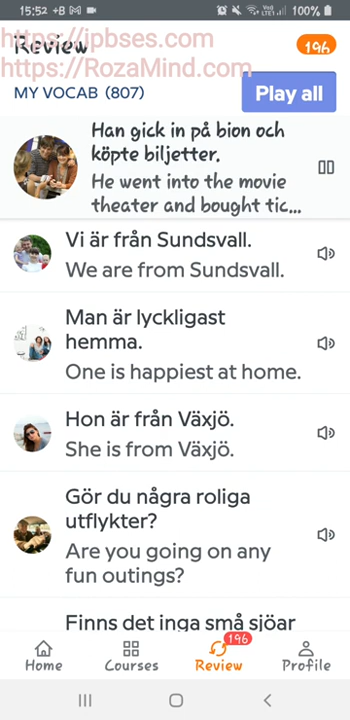 15:52 +B
100%
https://ipbses.com
Review
196
https://RozaMind.com
MY VOCAB (807)
Play all
Han gick in på bion och
köpte biljetter.
He went into the movie
theater and bought tic...
Vi är från Sundsvall.
We are from Sundsvall.
Man är lyckligast
hemma.
One is happiest at home.
Hon är från Växjö.
She is from Växjö.
Gör du några roliga
utflykter?
Are you going on any
fun outings?
Finns det inga små sjöar
196
Home Courses Review Profile